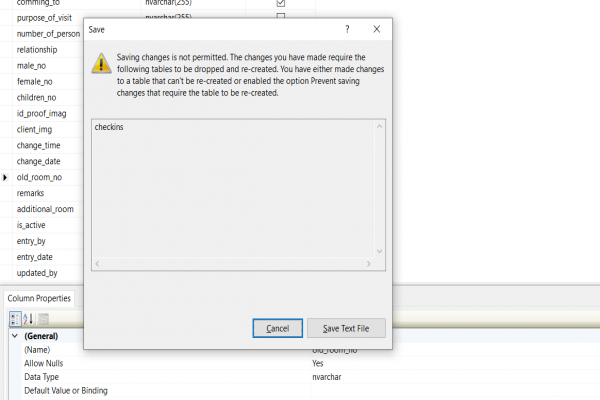 comming_to nvarchar(255)
purpose_of_visit nvarchar(255)
number_of_person
relationship
male_no
female_no
children_no
id_proof_imag
client_img
change_time
change_date
old_room_no
remarks
additional_room
is_active
entry_by
entry_date
updated_by
Save ?
Saving changes is not permitted. The changes you have made require the
following tables to be dropped and re-created. You have either made changes
to a table that can't be re-created or enabled the option Prevent saving
changes that require the table to be re-created.
checkins
Cancel Save Text File
Column Properties
(General)
(Name) old_room_no
Allow Nulls Yes
Data Type nvarchar
Default Value or Binding